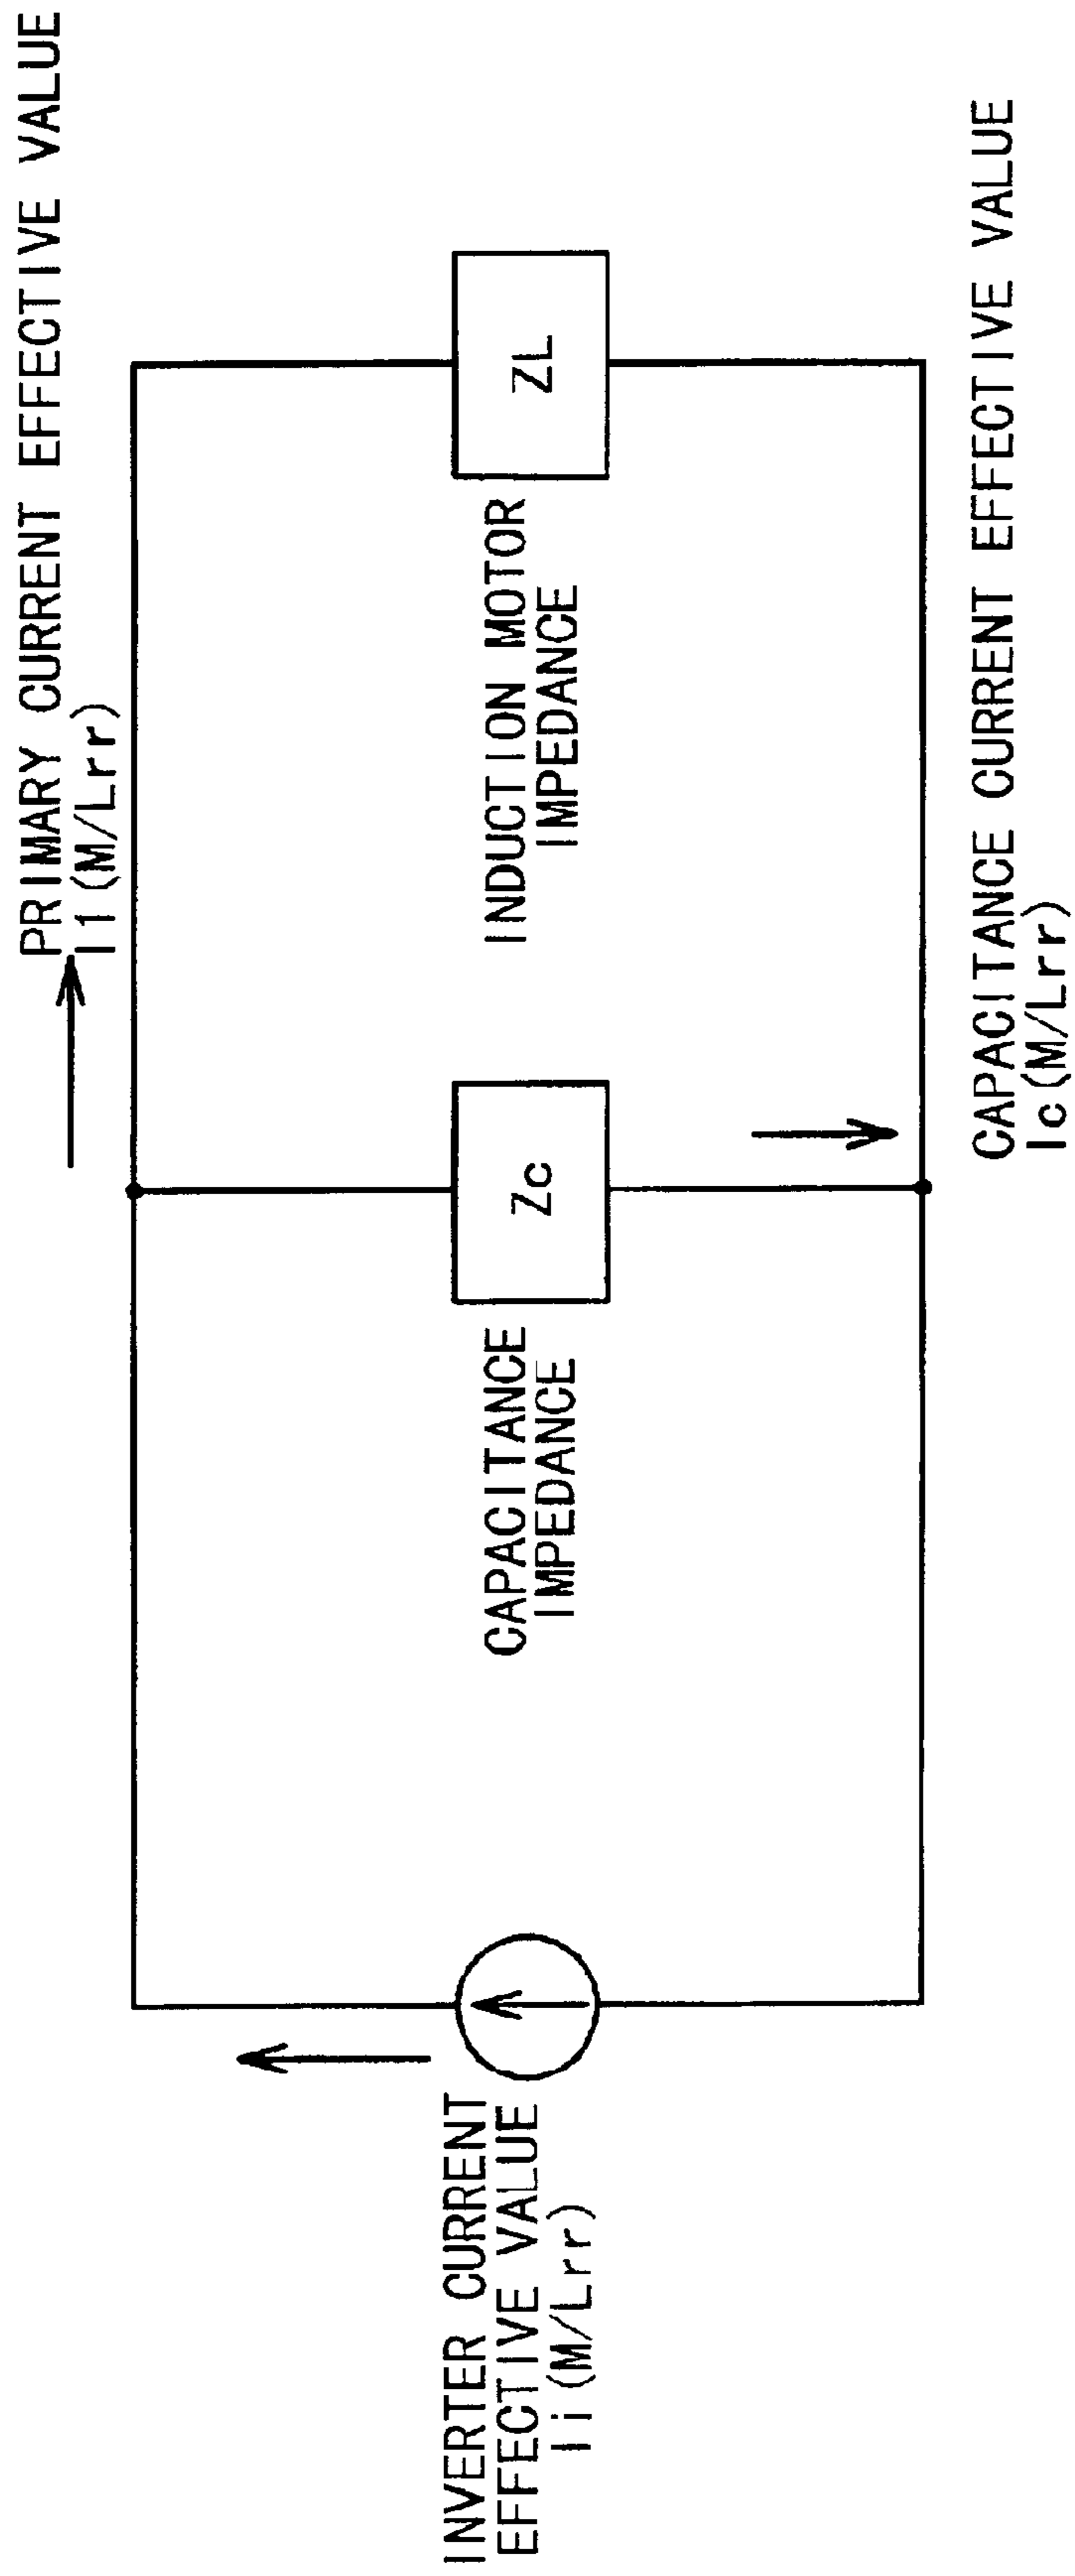 PRIMARY CURRENT EFFECTIVE VALUE
I1(M/Lrr)
INVERTER CURRENT
EFFECTIVE VALUE
Ii(M/Lrr)
CAPACITANCE
IMPEDANCE
Zc
INDUCTION MOTOR
IMPEDANCE
ZL
CAPACITANCE CURRENT EFFECTIVE VALUE
Ic(M/Lrr)